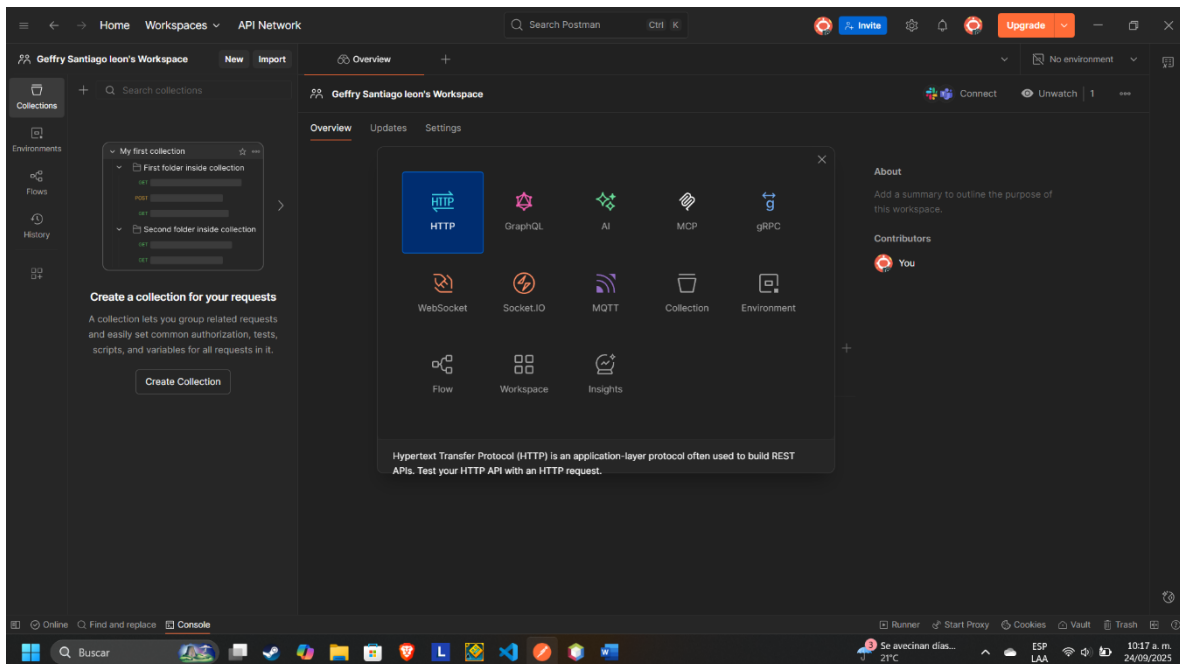 Home Workspaces API Network
Search Postman Ctrl K
Invite
Upgrade
Geffry Santiago leon's Workspace New Import
Overview
No environment
Collections
Search collections
Geffry Santiago leon's Workspace
Connect Unwatch 1
Overview Updates Settings
Environments
Flows
History
My first collection
First folder inside collection
GET
POST
GET
Second folder inside collection
GET
GET
Create a collection for your requests
A collection lets you group related requests
and easily set common authorization, tests,
scripts, and variables for all requests in it.
Create Collection
HTTP
HTTP GraphQL AI MCP gRPC
WebSocket Socket.IO MQTT Collection Environment
Flow Workspace Insights
Hypertext Transfer Protocol (HTTP) is an application-layer protocol often used to build REST
APIs. Test your HTTP API with an HTTP request.
About
Add a summary to outline the purpose of
this workspace.
Contributors
You
Online Find and replace Console
Runner Start Proxy Cookies Vault Trash
Buscar
3
Se avecinan días...
21°C
ESP
LAA
10:17 a. m.
24/09/2025